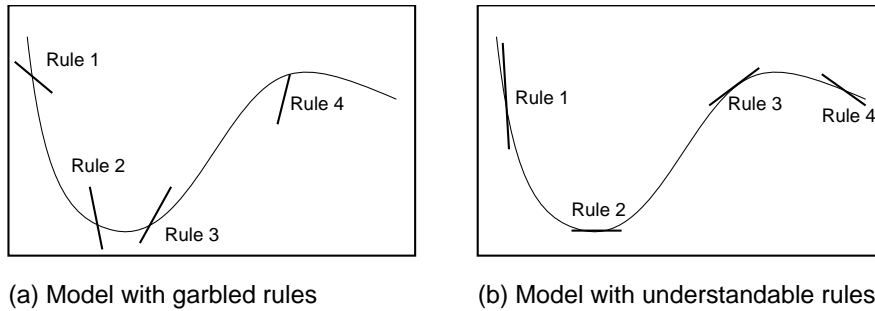 Rule 1
Rule 2
Rule 3
Rule 4
(a) Model with garbled rules
Rule 1
Rule 2
Rule 3
Rule 4
(b) Model with understandable rules